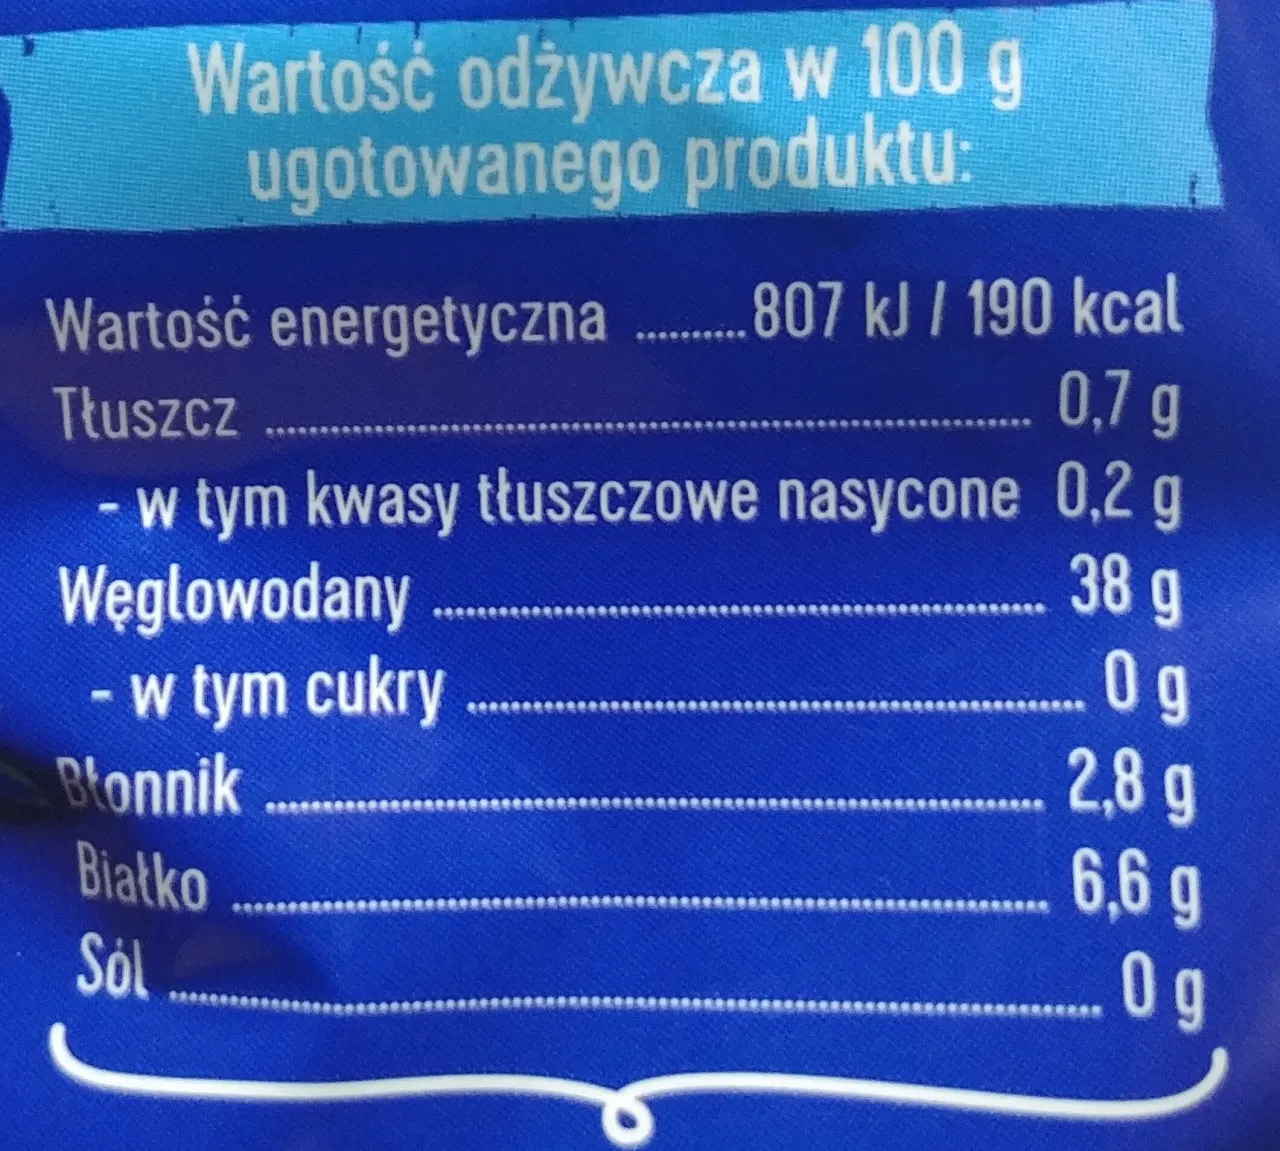 Wartość odżywcza w 100 g
ugotowanego produktu:
Wartość energetyczna ..........807 kJ / 190 kcal
Tłuszcz .......... 0,7 g
- w tym kwasy tłuszczowe nasycone 0,2 g
Węglowodany .......... 38 g
- w tym cukry .......... 0 g
Błonnik .......... 2,8 g
Białko .......... 6,6 g
Sól .......... 0 g